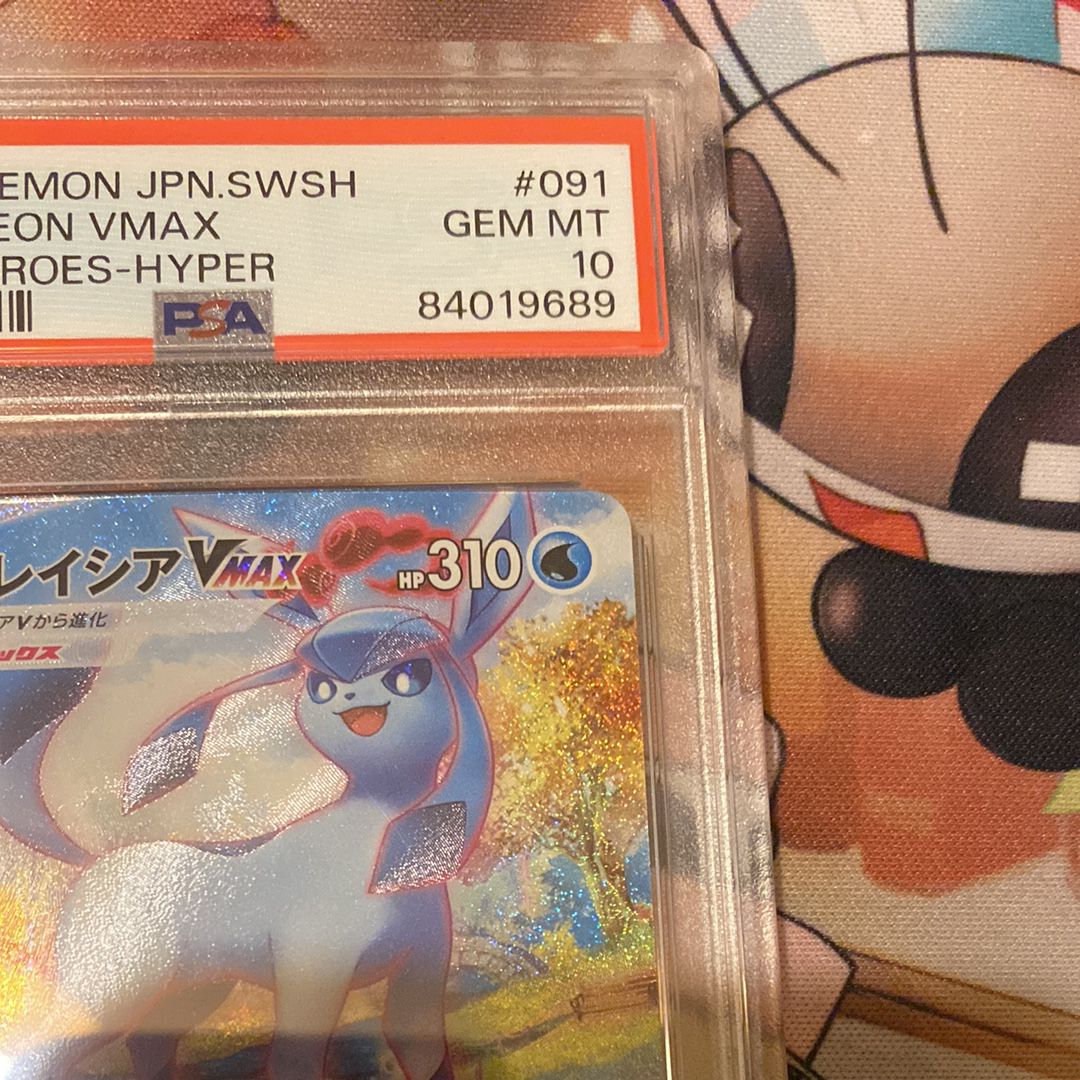 EMON JPN.SWSH #091
EON VMAX GEM MT
ROES-HYPER 10
84019689
PSA
レイシアVMAX HP310
アVから進化
ックス